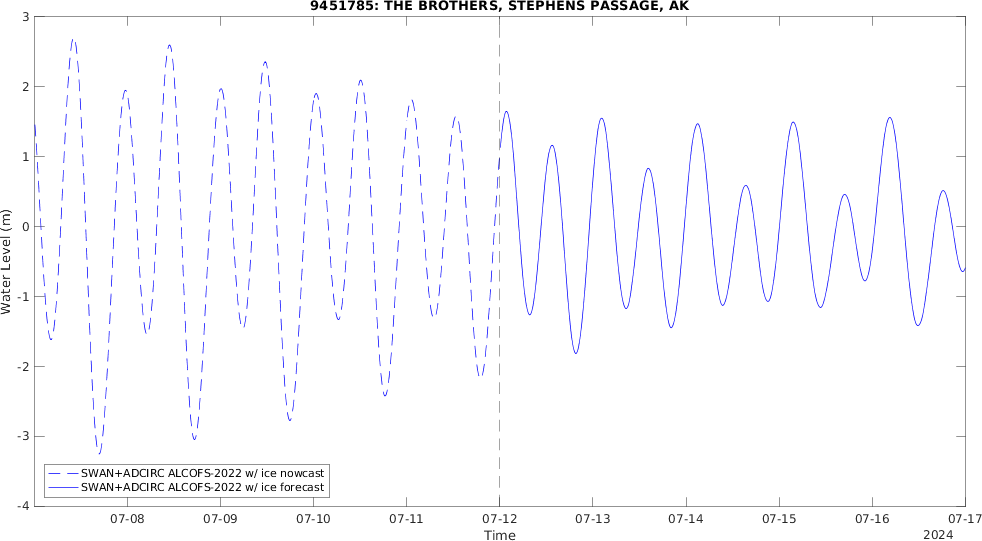 9451785: THE BROTHERS, STEPHENS PASSAGE, AK
3
2
1
0
-1
-2
-3
-4
Water Level (m)
SWAN+ADCIRC ALCOFS-2022 w/ ice nowcast
SWAN+ADCIRC ALCOFS-2022 w/ ice forecast
07-08 07-09 07-10 07-11 07-12 07-13 07-14 07-15 07-16 07-17
Time
2024